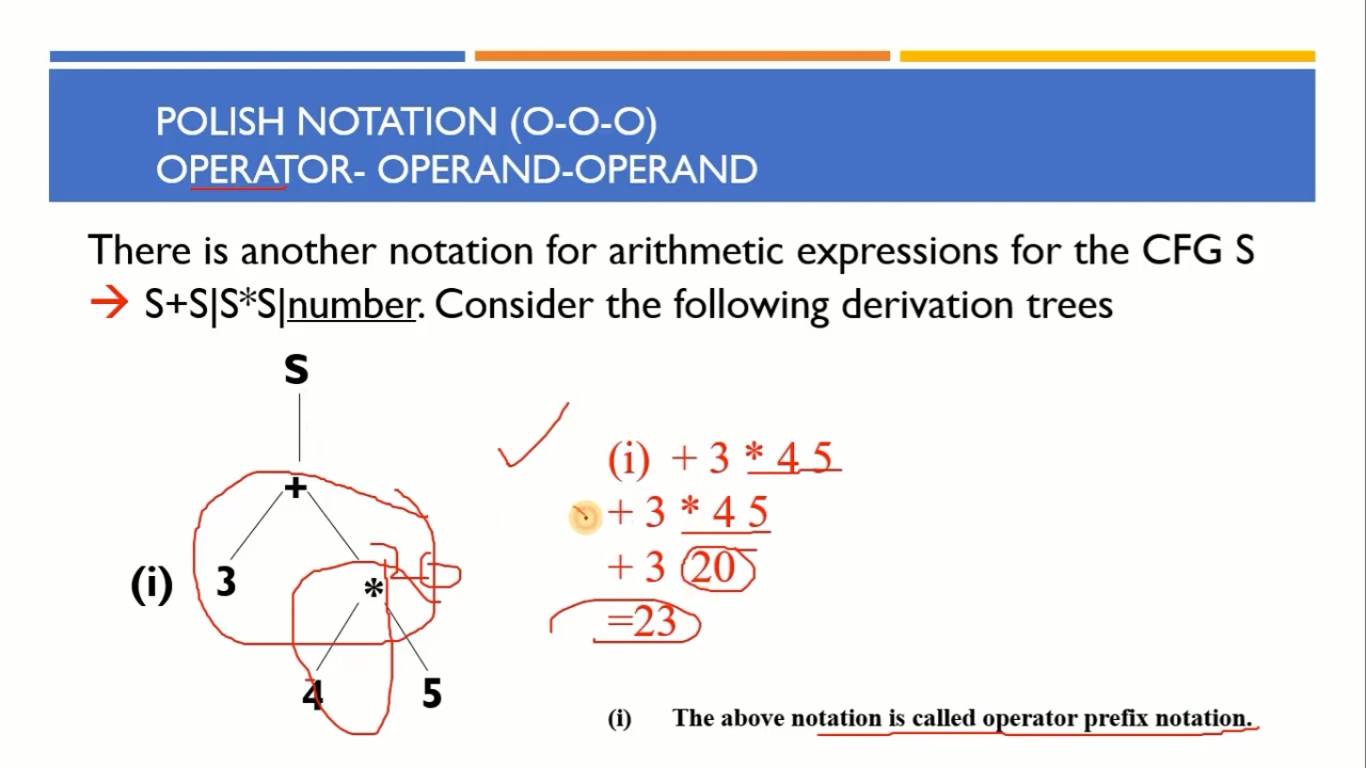 POLISH NOTATION (O-O-O)
OPERATOR- OPERAND-OPERAND
There is another notation for arithmetic expressions for the CFG S
→ S+S|S*S|number. Consider the following derivation trees
S
+
(i) 3 *
4 5
(i) + 3 * 4 5
+ 3 * 4 5
+ 3 20
=23
(i) The above notation is called operator prefix notation.